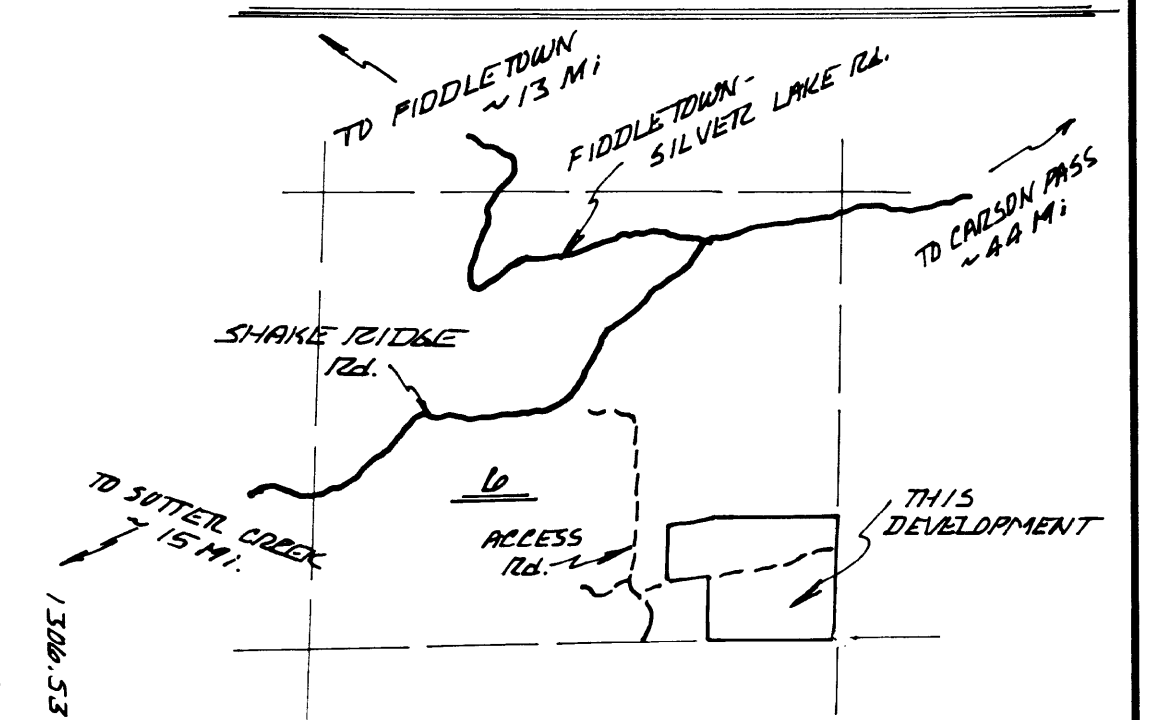 TO FIDDLETOWN
~ 13 Mi
FIDDLETOWN-
SILVER LAKE Rd.
TO CARSON PASS
~ 44 Mi
SHAKE RIDGE
Rd.
TO SUTTER CREEK
~ 15 Mi.
6
ACCESS
Rd.
THIS
DEVELOPMENT
1306.53